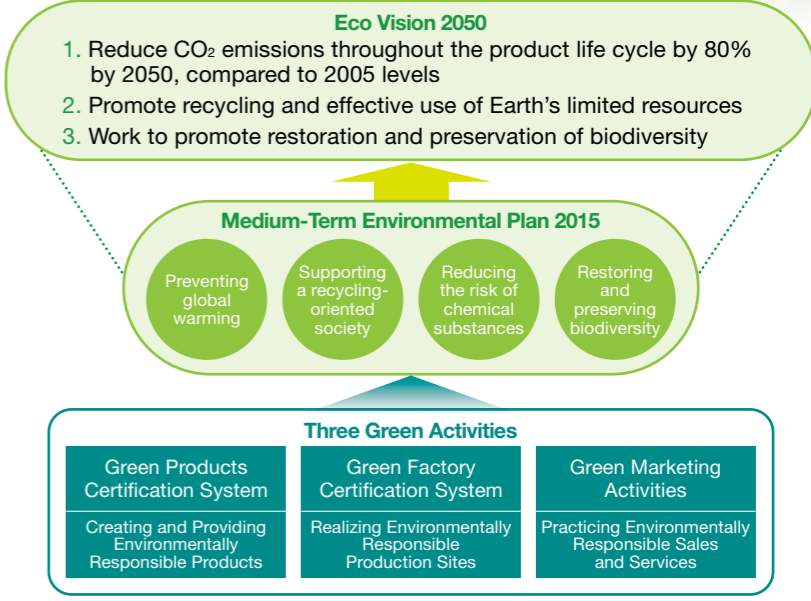 Eco Vision 2050
1. Reduce CO₂ emissions throughout the product life cycle by 80%
by 2050, compared to 2005 levels
2. Promote recycling and effective use of Earth's limited resources
3. Work to promote restoration and preservation of biodiversity
Medium-Term Environmental Plan 2015
Preventing
global
warming
Supporting
a recycling-
oriented
society
Reducing
the risk of
chemical
substances
Restoring
and
preserving
biodiversity
Three Green Activities
Green Products
Certification System
Creating and Providing
Environmentally
Responsible Products
Green Factory
Certification System
Realizing Environmentally
Responsible
Production Sites
Green Marketing
Activities
Practicing Environmentally
Responsible Sales
and Services